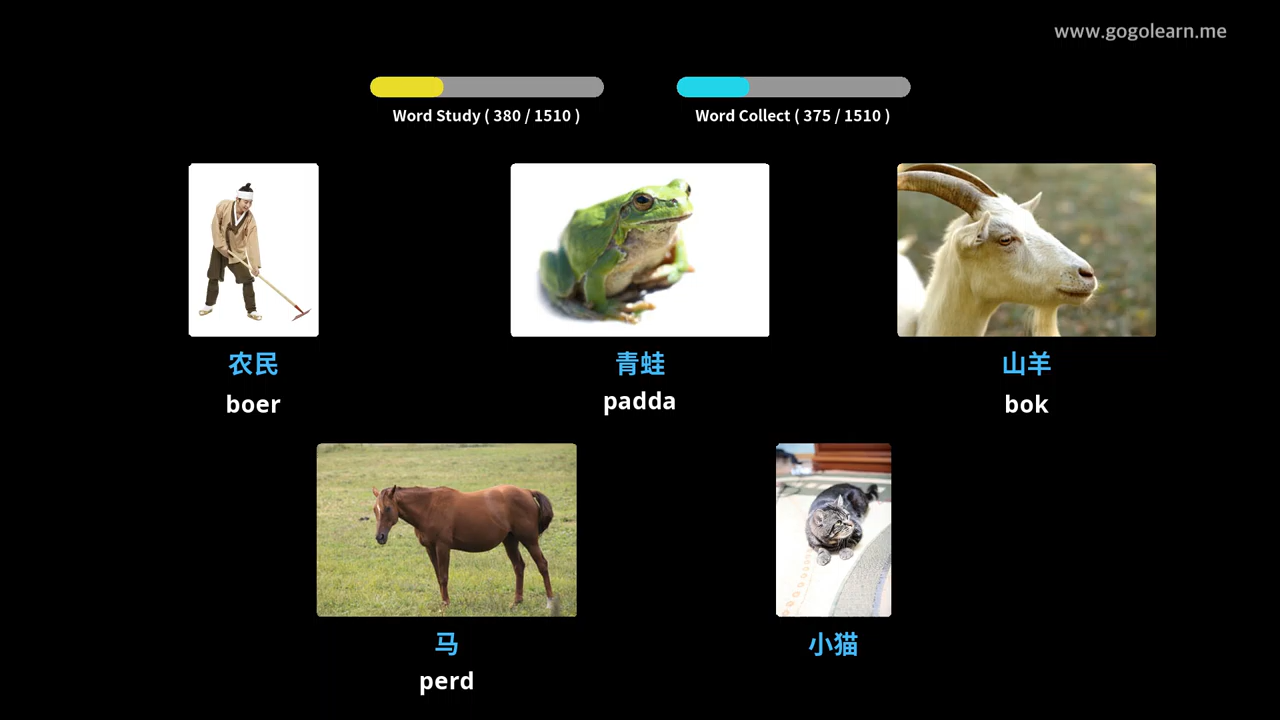 www.gogolearn.me
Word Study ( 380 / 1510 )
Word Collect ( 375 / 1510 )
农民
boer
青蛙
padda
山羊
bok
马
perd
小猫